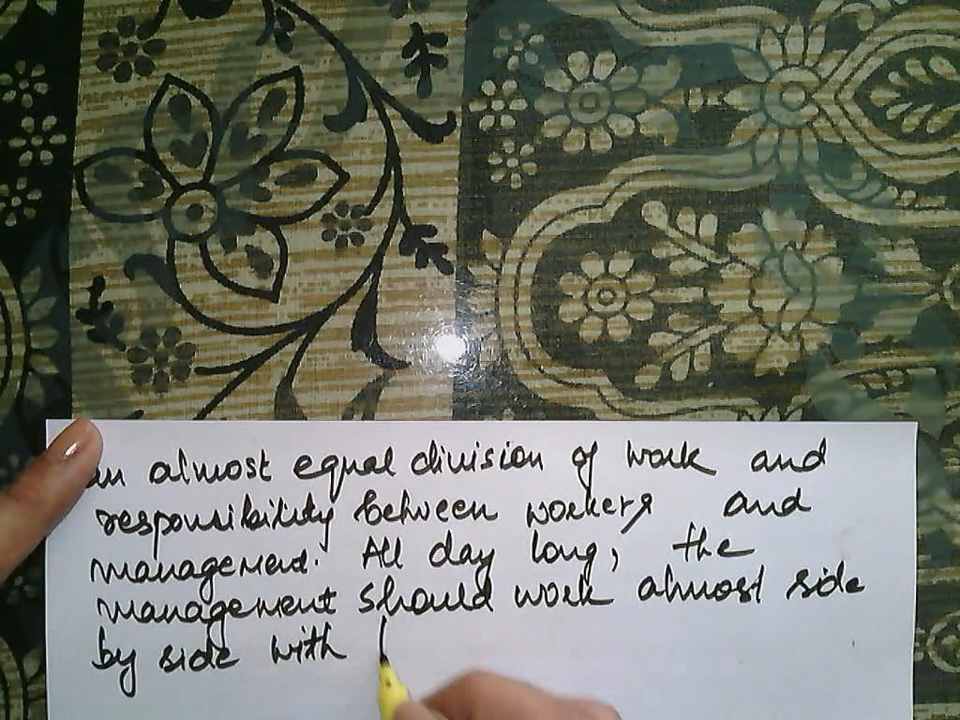 an almost equal division of work and
responsibility between workers and
management. All day long, the
management should work almost side
by side with